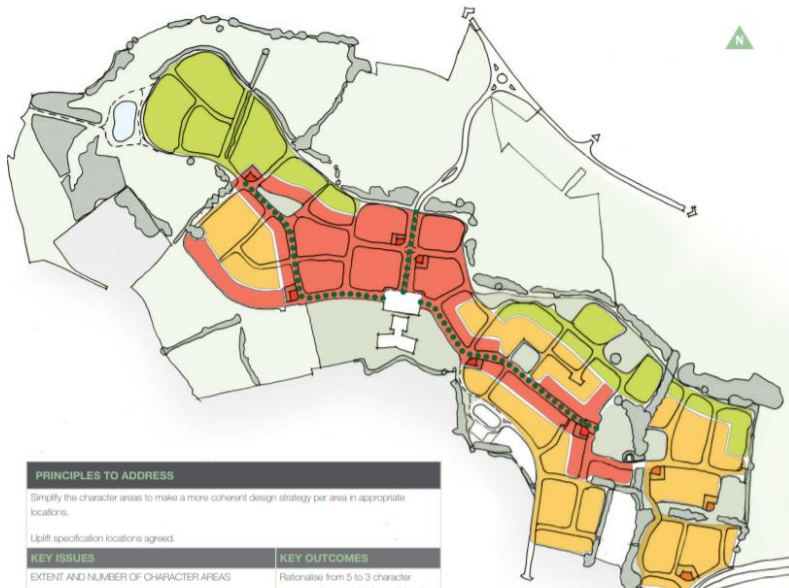 N
PRINCIPLES TO ADDRESS
Simplify the character areas to make a more coherent design strategy per area in appropriate
locations.
Uplift specification locations agreed.
KEY ISSUES
KEY OUTCOMES
EXTENT AND NUMBER OF CHARACTER AREAS
Rationalise from 5 to 3 character